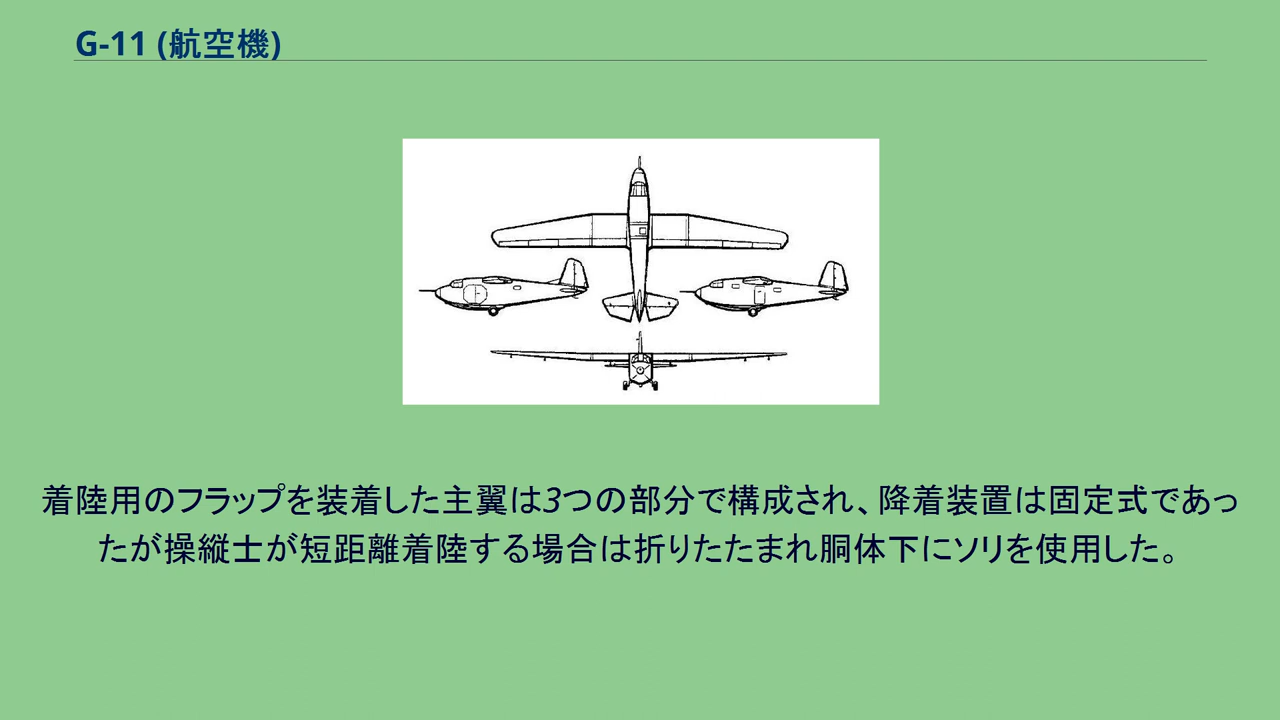 G-11 (航空機)
着陸用のフラップを装着した主翼は3つの部分で構成され、降着装置は固定式であっ
たが操縦士が短距離着陸する場合は折りたたまれ胴体下にソリを使用した。